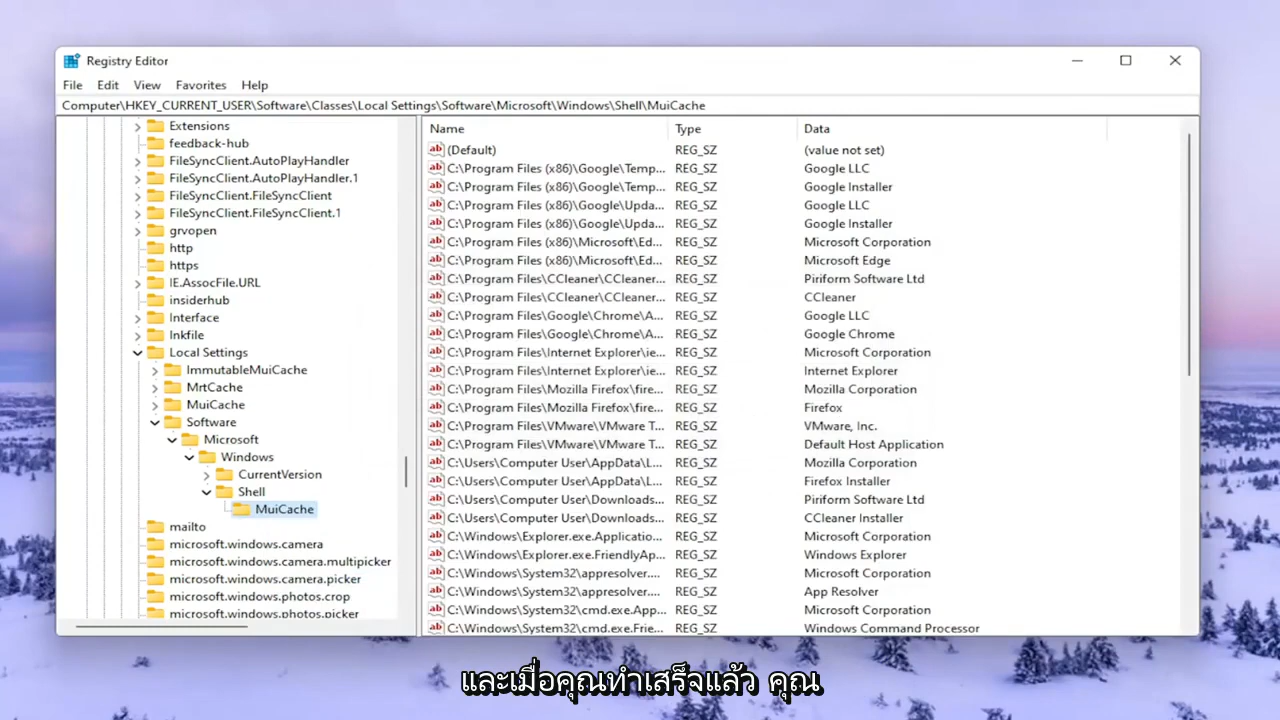 Registry Editor
File Edit View Favorites Help
Computer\HKEY_CURRENT_USER\Software\Classes\Local Settings\Software\Microsoft\Windows\Shell\MuiCache
Extensions
feedback-hub
FileSyncClient.AutoPlayHandler
FileSyncClient.AutoPlayHandler.1
FileSyncClient.FileSyncClient
FileSyncClient.FileSyncClient.1
grvopen
http
https
IE.AssocFile.URL
insiderhub
Interface
lnkfile
Local Settings
ImmutableMuiCache
MrtCache
MuiCache
Software
Microsoft
Windows
CurrentVersion
Shell
MuiCache
mailto
microsoft.windows.camera
microsoft.windows.camera.multipicker
microsoft.windows.camera.picker
microsoft.windows.photos.crop
microsoft.windows.photos.picker
Name Type Data
(Default) REG_SZ (value not set)
C:\Program Files (x86)\Google\Temp... REG_SZ Google LLC
C:\Program Files (x86)\Google\Temp... REG_SZ Google Installer
C:\Program Files (x86)\Google\Upda... REG_SZ Google LLC
C:\Program Files (x86)\Google\Upda... REG_SZ Google Installer
C:\Program Files (x86)\Microsoft\Ed... REG_SZ Microsoft Corporation
C:\Program Files (x86)\Microsoft\Ed... REG_SZ Microsoft Edge
C:\Program Files\CCleaner\CCleaner... REG_SZ Piriform Software Ltd
C:\Program Files\CCleaner\CCleaner... REG_SZ CCleaner
C:\Program Files\Google\Chrome\A... REG_SZ Google LLC
C:\Program Files\Google\Chrome\A... REG_SZ Google Chrome
C:\Program Files\Internet Explorer\ie... REG_SZ Microsoft Corporation
C:\Program Files\Internet Explorer\ie... REG_SZ Internet Explorer
C:\Program Files\Mozilla Firefox\fire... REG_SZ Mozilla Corporation
C:\Program Files\Mozilla Firefox\fire... REG_SZ Firefox
C:\Program Files\VMware\VMware T... REG_SZ VMware, Inc.
C:\Program Files\VMware\VMware T... REG_SZ Default Host Application
C:\Users\Computer User\AppData\L... REG_SZ Mozilla Corporation
C:\Users\Computer User\AppData\L... REG_SZ Firefox Installer
C:\Users\Computer User\Downloads... REG_SZ Piriform Software Ltd
C:\Users\Computer User\Downloads... REG_SZ CCleaner Installer
C:\Windows\Explorer.exe.Applicatio... REG_SZ Microsoft Corporation
C:\Windows\Explorer.exe.FriendlyAp... REG_SZ Windows Explorer
C:\Windows\System32\appresolver.... REG_SZ Microsoft Corporation
C:\Windows\System32\appresolver.... REG_SZ App Resolver
C:\Windows\System32\cmd.exe.App... REG_SZ Microsoft Corporation
C:\Windows\System32\cmd.exe.Frie... REG_SZ Windows Command Processor
และเมื่อคุณทำเสร็จแล้ว คุณ